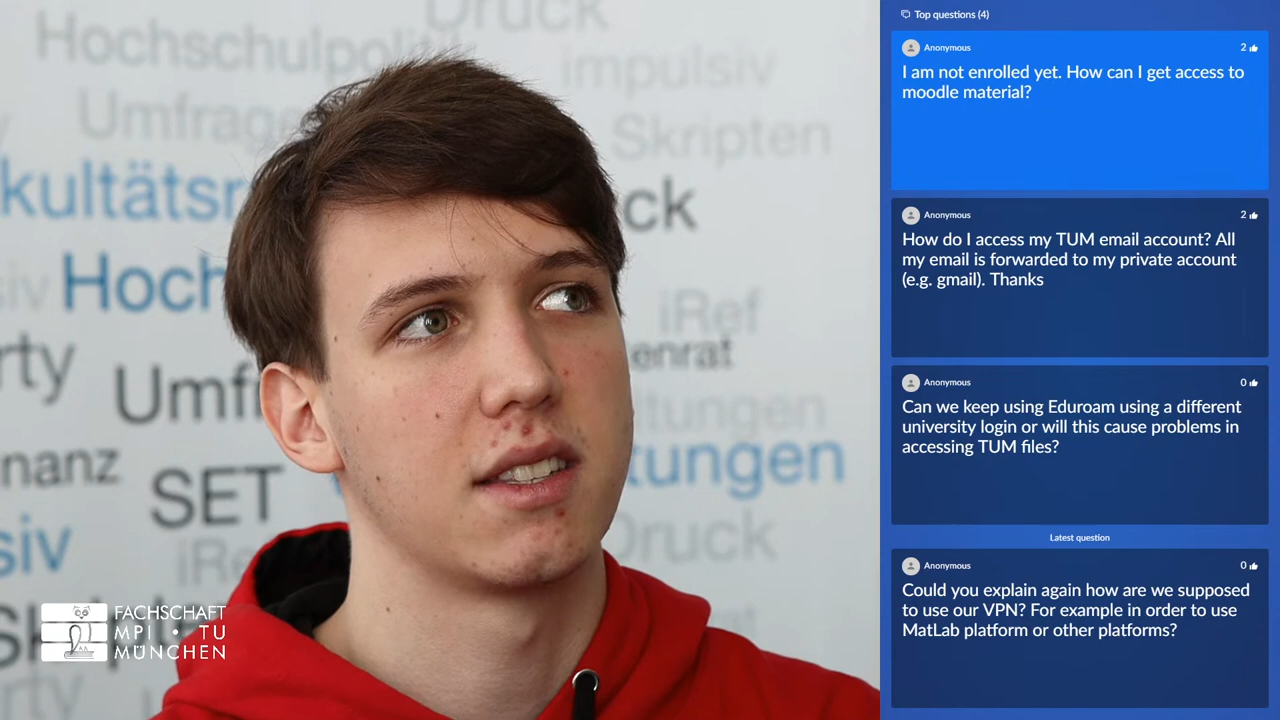 Druck
Hochschulpoliti
impulsiv
Umfrage
Skripten
kultätsr
ck
Hoch
siv
iRef
enrat
rty
Umf
ltungen
nanz
SET
tungen
siv
iRe
Druck
FACHSCHAFT
MPI • TU
MÜNCHEN
Top questions (4)
Anonymous
2
I am not enrolled yet. How can I get access to
moodle material?
Anonymous
2
How do I access my TUM email account? All
my email is forwarded to my private account
(e.g. gmail). Thanks
Anonymous
0
Can we keep using Eduroam using a different
university login or will this cause problems in
accessing TUM files?
Latest question
Anonymous
0
Could you explain again how are we supposed
to use our VPN? For example in order to use
MatLab platform or other platforms?